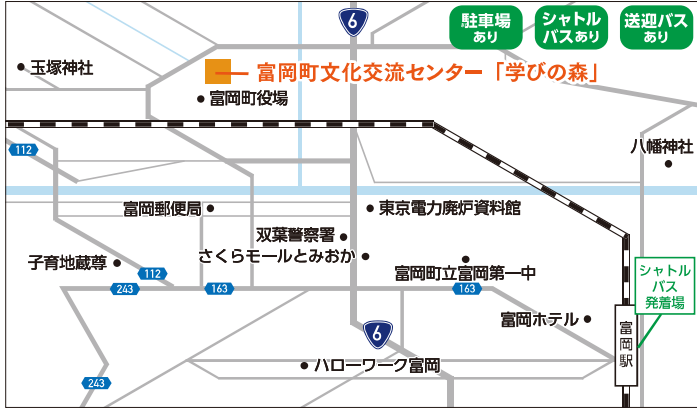 6
駐車場
あり
シャトル
バスあり
送迎バス
あり
玉塚神社
富岡町文化交流センター「学びの森」
富岡町役場
112
八幡神社
富岡郵便局
東京電力廃炉資料館
双葉警察署
さくらモールとみおか
子育地蔵尊
112
富岡町立富岡第一中
シャトル
バス
発着場
243
163
163
富岡ホテル
6
富岡駅
ハローワーク富岡
243